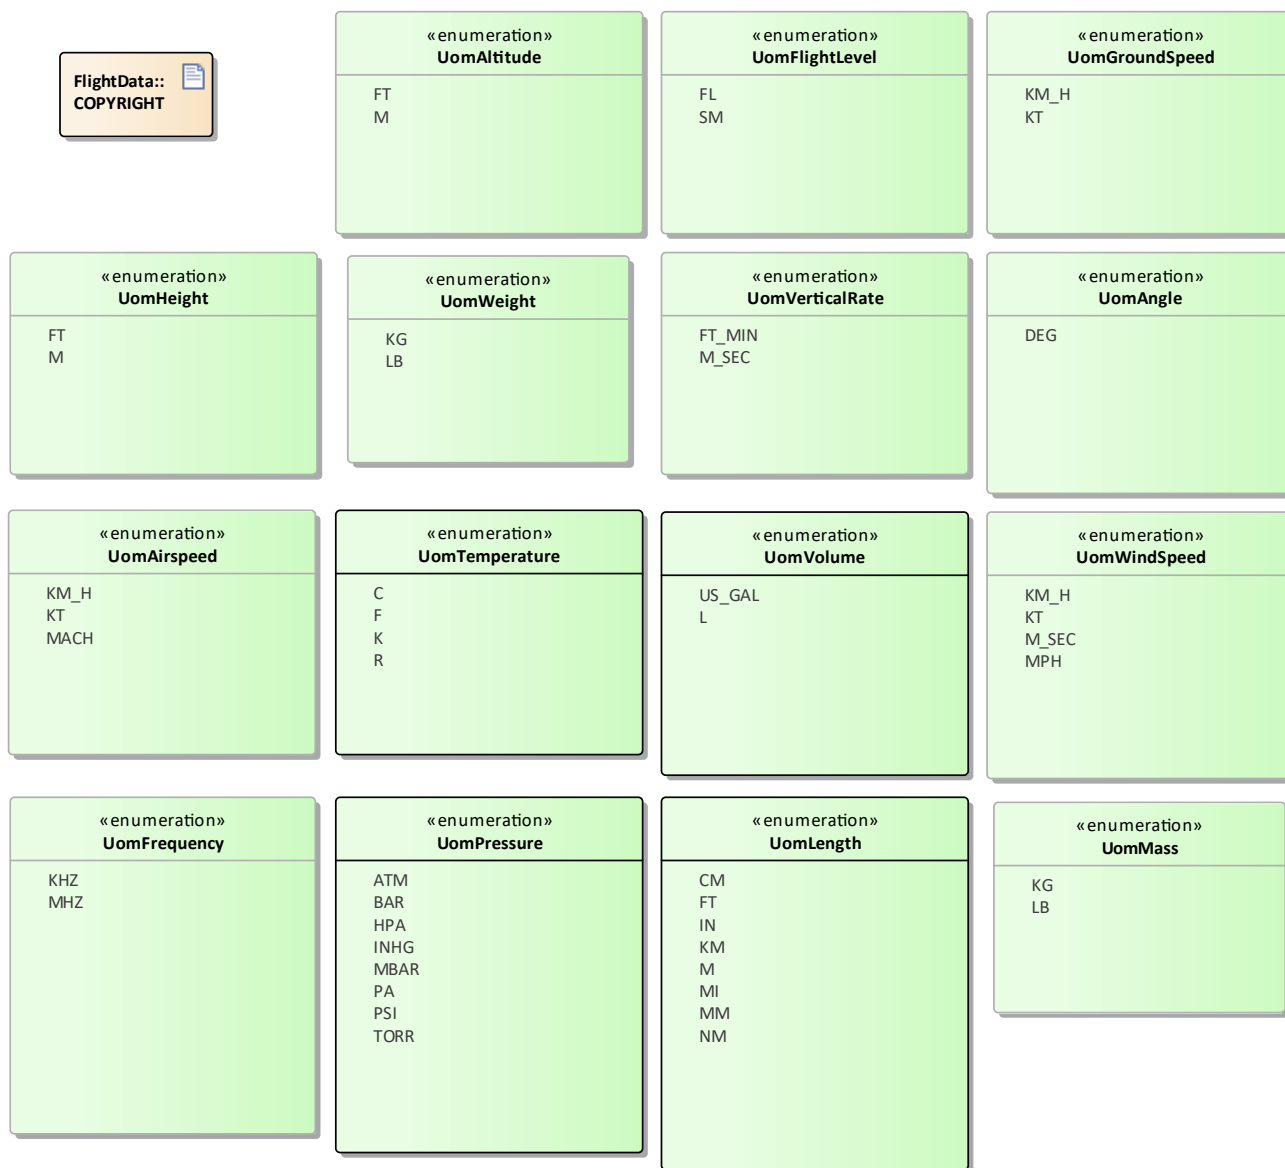 FlightData::
COPYRIGHT
«enumeration»
UomAltitude
FT
M
«enumeration»
UomFlightLevel
FL
SM
«enumeration»
UomGroundSpeed
KM_H
KT
«enumeration»
UomHeight
FT
M
«enumeration»
UomWeight
KG
LB
«enumeration»
UomVerticalRate
FT_MIN
M_SEC
«enumeration»
UomAngle
DEG
«enumeration»
UomAirspeed
KM_H
KT
MACH
«enumeration»
UomTemperature
C
F
K
R
«enumeration»
UomVolume
US_GAL
L
«enumeration»
UomWindSpeed
KM_H
KT
M_SEC
MPH
«enumeration»
UomFrequency
KHZ
MHZ
«enumeration»
UomPressure
ATM
BAR
HPA
INHG
MBAR
PA
PSI
TORR
«enumeration»
UomLength
CM
FT
IN
KM
M
MI
MM
NM
«enumeration»
UomMass
KG
LB